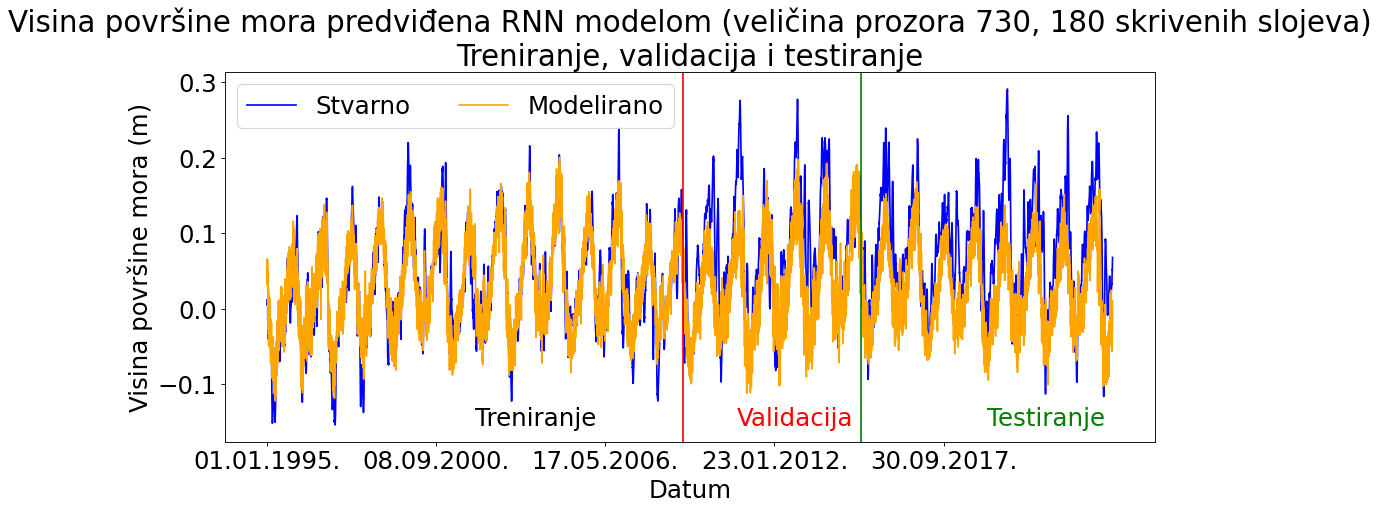 Visina površine mora predviđena RNN modelom (veličina prozora 730, 180 skrivenih slojeva)
Treniranje, validacija i testiranje
Stvarno Modelirano
Visina površine mora (m)
0.3
0.2
0.1
0.0
−0.1
Treniranje Validacija Testiranje
01.01.1995. 08.09.2000. 17.05.2006. 23.01.2012. 30.09.2017.
Datum